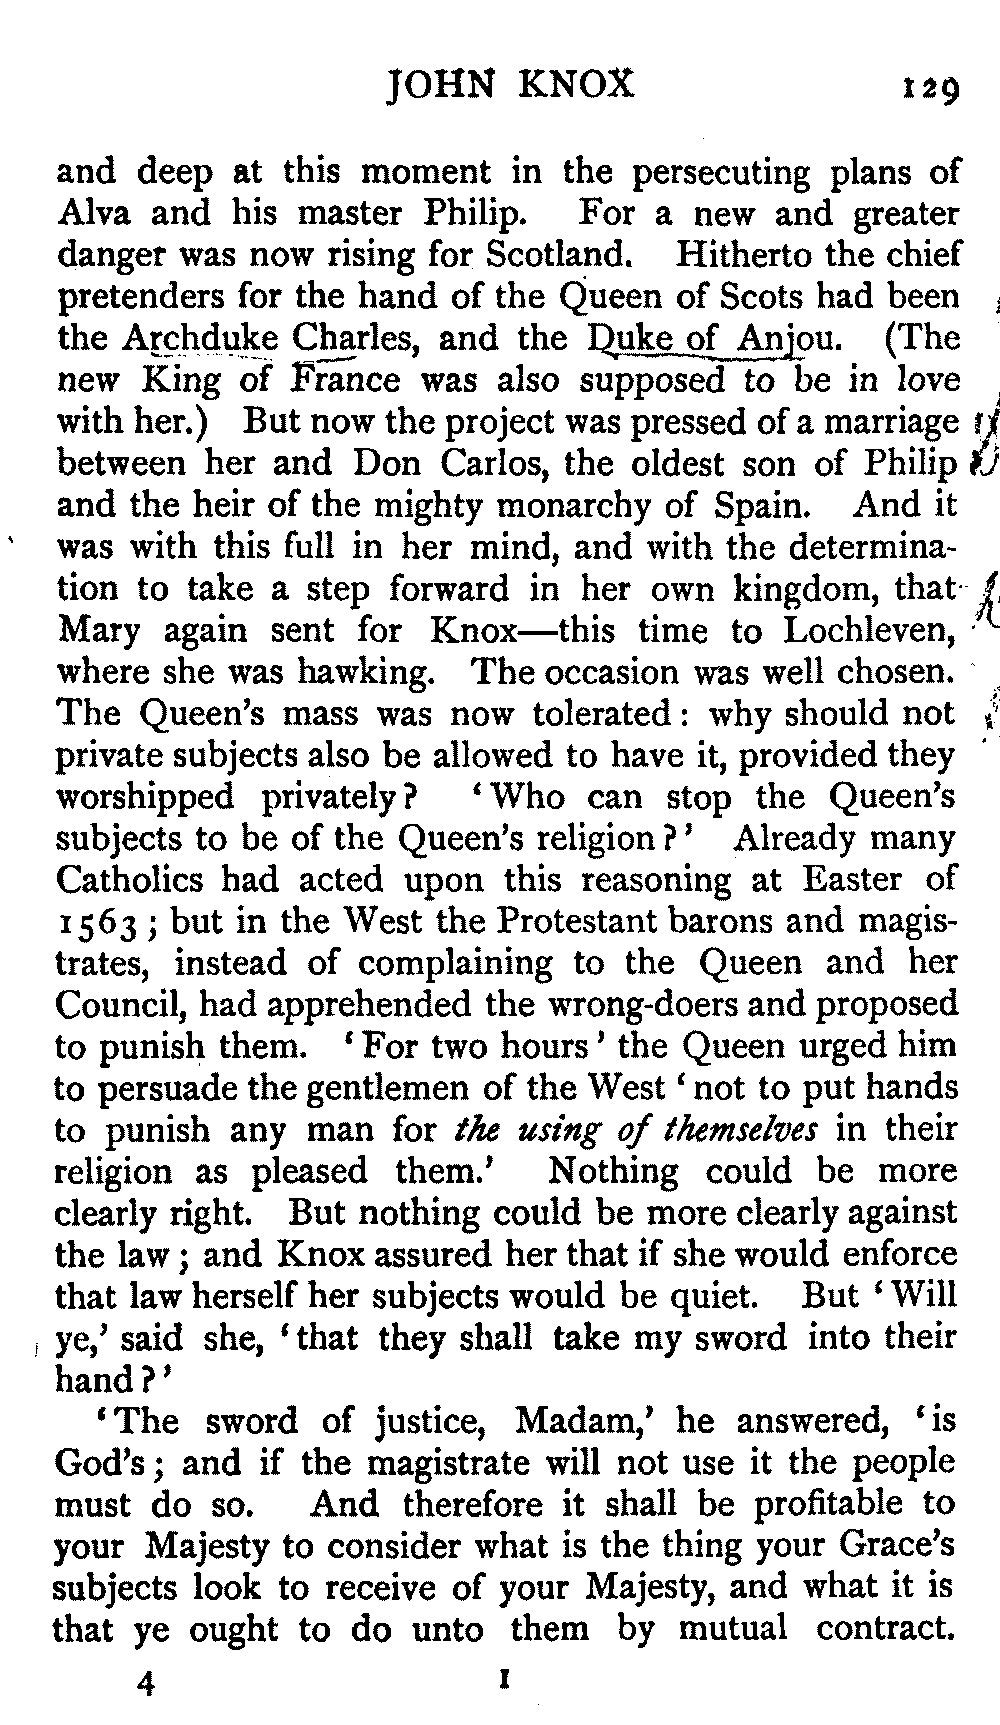 JOHN KNOX 129
and deep at this moment in the persecuting plans of
Alva and his master Philip. For a new and greater
danger was now rising for Scotland. Hitherto the chief
pretenders for the hand of the Queen of Scots had been
the Archduke Charles, and the Duke of Anjou. (The
new King of France was also supposed to be in love
with her.) But now the project was pressed of a marriage
between her and Don Carlos, the oldest son of Philip
and the heir of the mighty monarchy of Spain. And it
was with this full in her mind, and with the determina-
tion to take a step forward in her own kingdom, that
Mary again sent for Knox—this time to Lochleven,
where she was hawking. The occasion was well chosen.
The Queen's mass was now tolerated: why should not
private subjects also be allowed to have it, provided they
worshipped privately? 'Who can stop the Queen's
subjects to be of the Queen's religion?' Already many
Catholics had acted upon this reasoning at Easter of
1563; but in the West the Protestant barons and magis-
trates, instead of complaining to the Queen and her
Council, had apprehended the wrong-doers and proposed
to punish them. 'For two hours' the Queen urged him
to persuade the gentlemen of the West 'not to put hands
to punish any man for the using of themselves in their
religion as pleased them.' Nothing could be more
clearly right. But nothing could be more clearly against
the law; and Knox assured her that if she would enforce
that law herself her subjects would be quiet. But 'Will
ye,' said she, 'that they shall take my sword into their
hand?'
'The sword of justice, Madam,' he answered, 'is
God's; and if the magistrate will not use it the people
must do so. And therefore it shall be profitable to
your Majesty to consider what is the thing your Grace's
subjects look to receive of your Majesty, and what it is
that ye ought to do unto them by mutual contract.
4 I